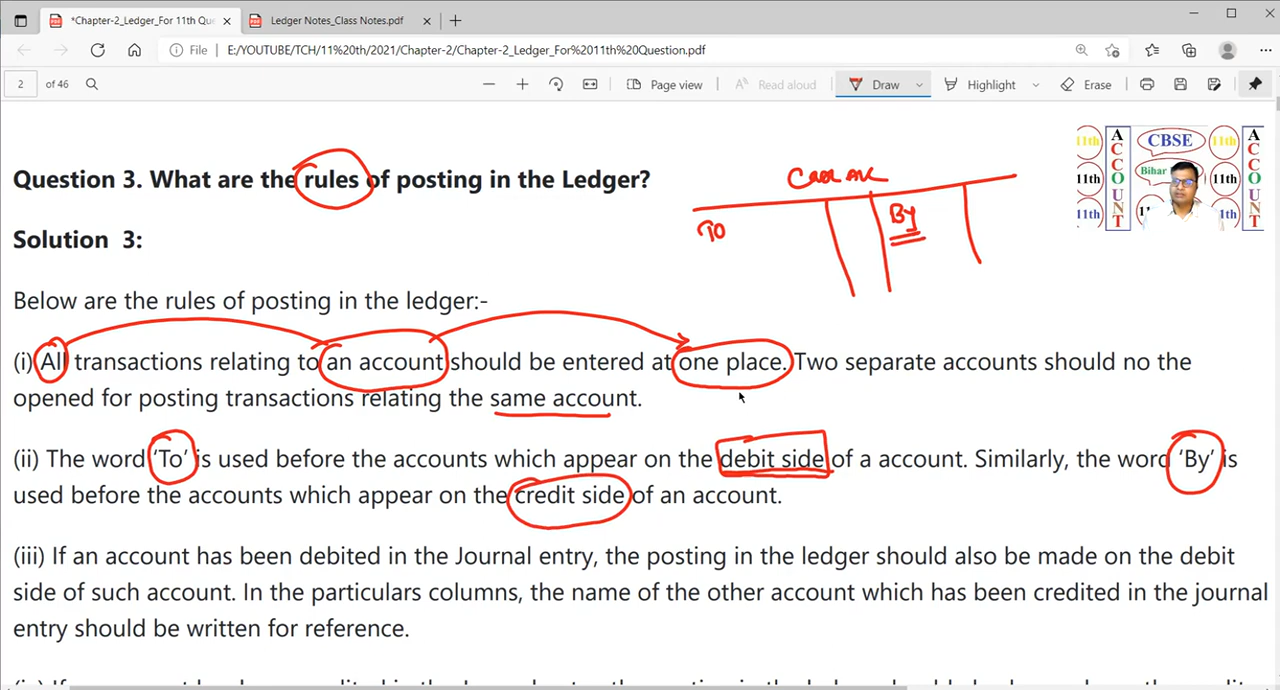 *Chapter-2_Ledger_For 11th Qu
Ledger Notes_Class Notes.pdf
File
E:/YOUTUBE/TCH/11%20th/2021/Chapter-2/Chapter-2_Ledger_For%2011th%20Question.pdf
2
of 46
Page view
Read aloud
Draw
Highlight
Erase
11th
ACCOUNT
CBSE
11th
ACCOUNT
11th
Bihar
11th
11th
1th
Question 3. What are the rules of posting in the Ledger?
To
By
Solution 3:
Below are the rules of posting in the ledger:-
(i) All transactions relating to an account should be entered at one place. Two separate accounts should no the
opened for posting transactions relating the same account.
(ii) The word ‘To’ is used before the accounts which appear on the debit side of a account. Similarly, the word ‘By’ is
used before the accounts which appear on the credit side of an account.
(iii) If an account has been debited in the Journal entry, the posting in the ledger should also be made on the debit
side of such account. In the particulars columns, the name of the other account which has been credited in the journal
entry should be written for reference.